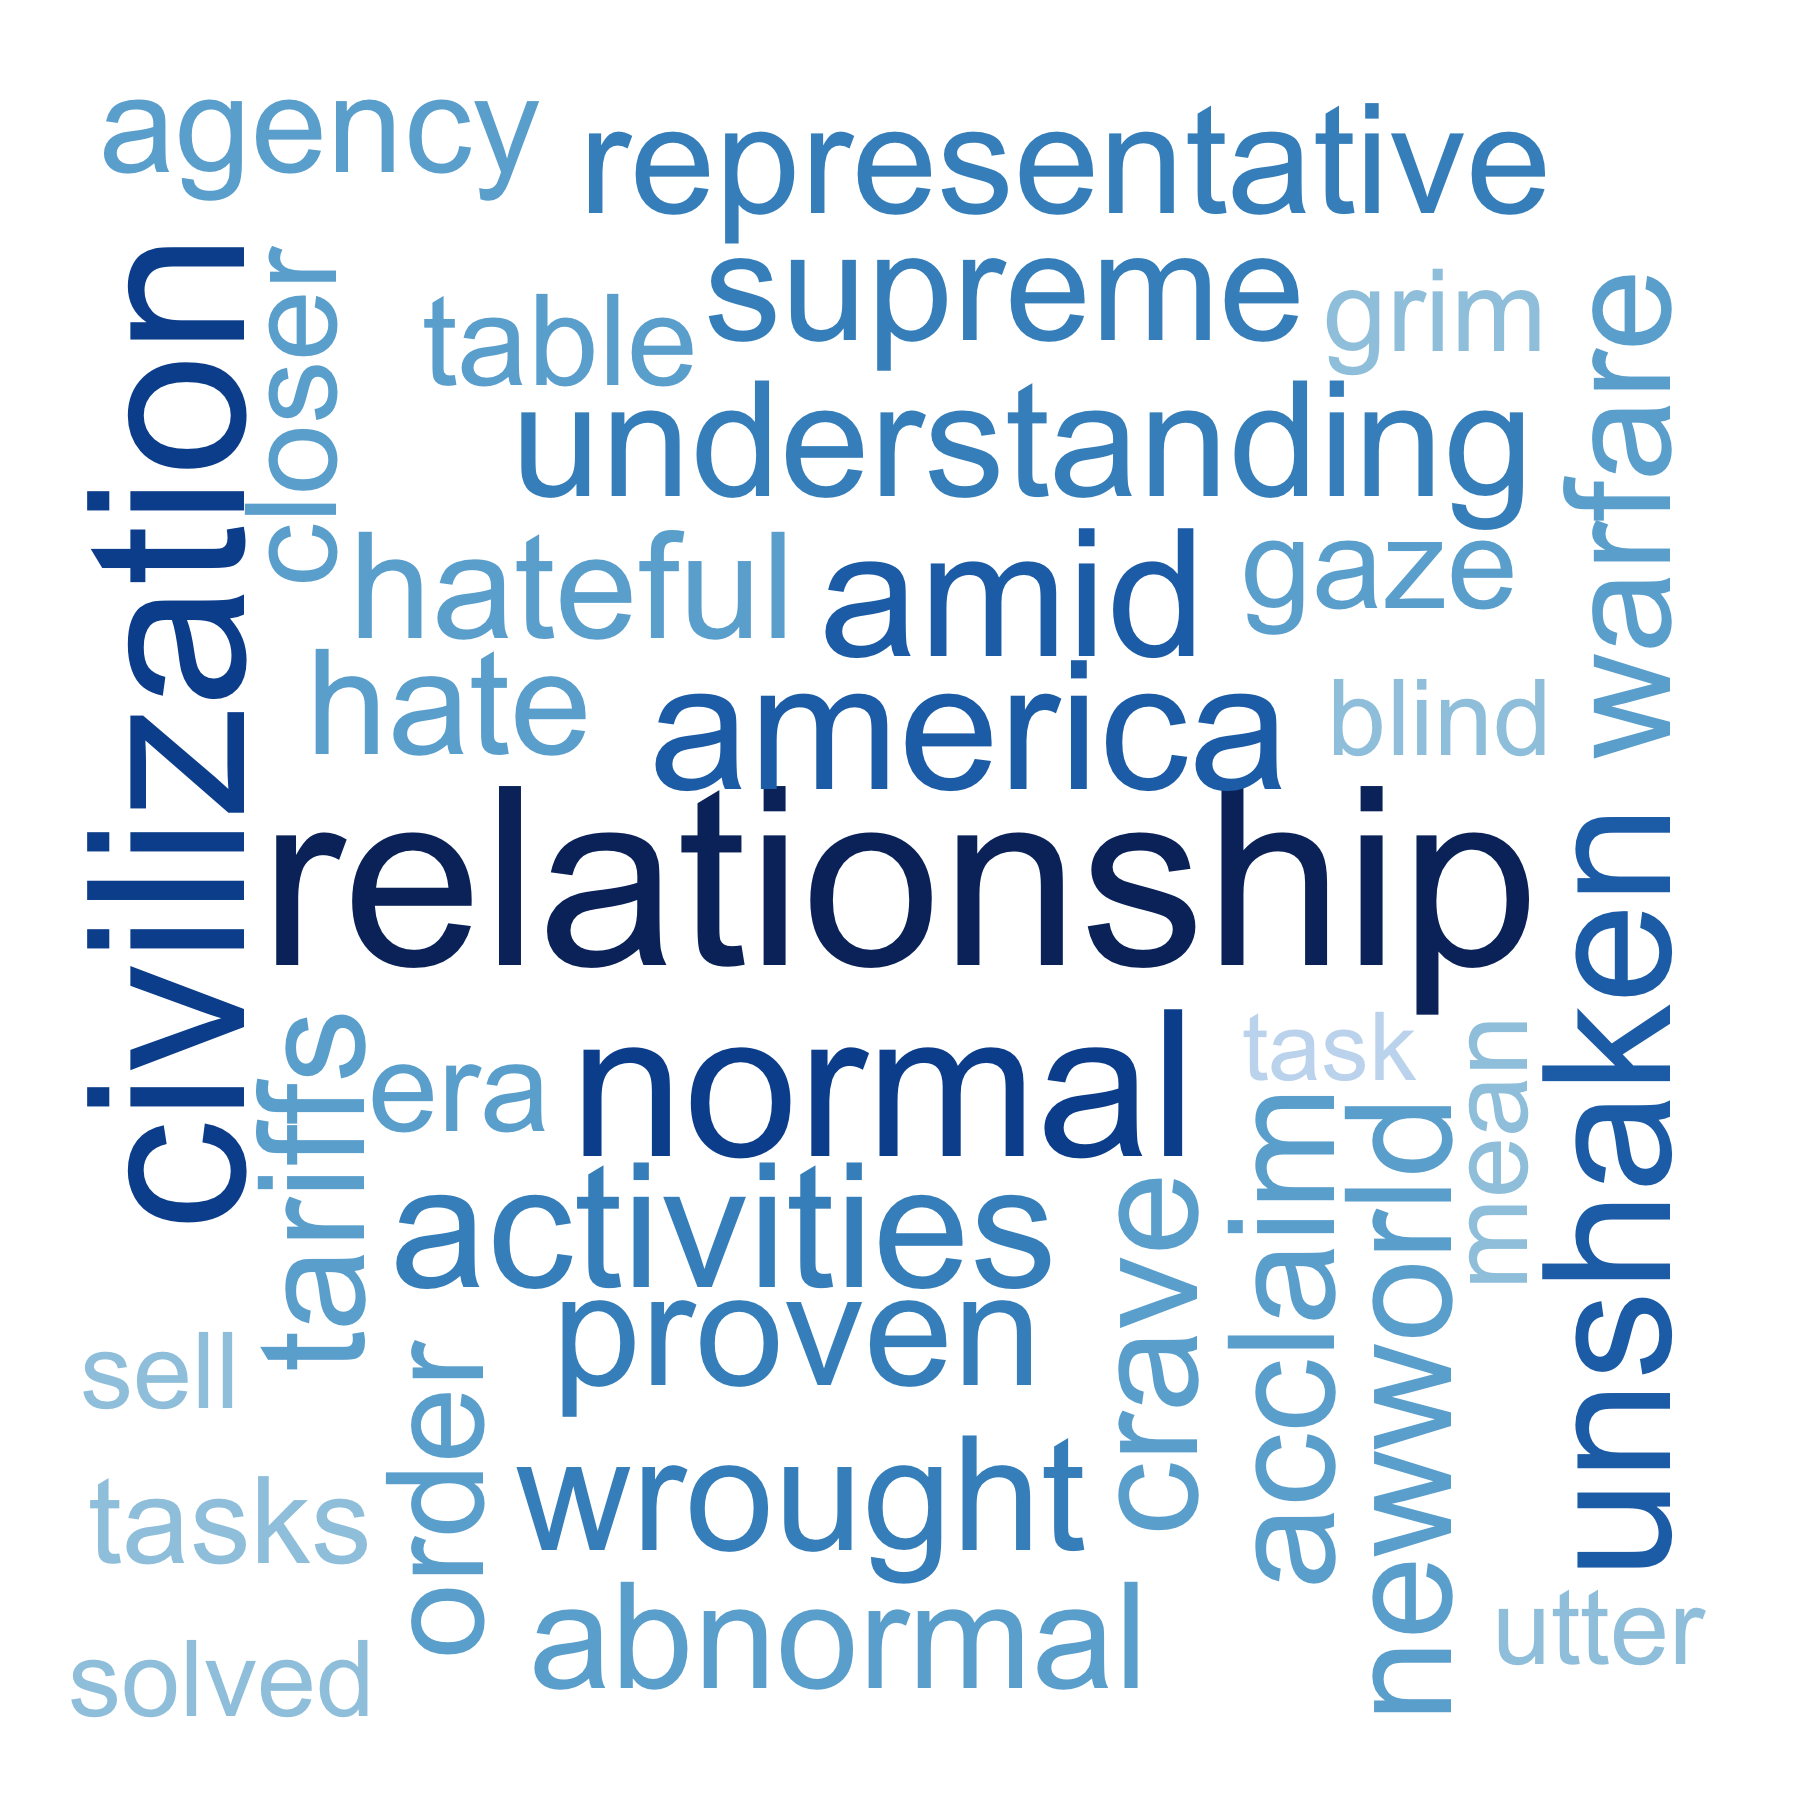 agency
representative
civilization
closer
table
supreme
grim
warfare
understanding
hateful
amid
gaze
hate
america
blind
relationship
unshaken
tariffs
era
normal
task
mean
acclaim
newworld
activities
crave
proven
sell
order
wrought
tasks
abnormal
utter
solved